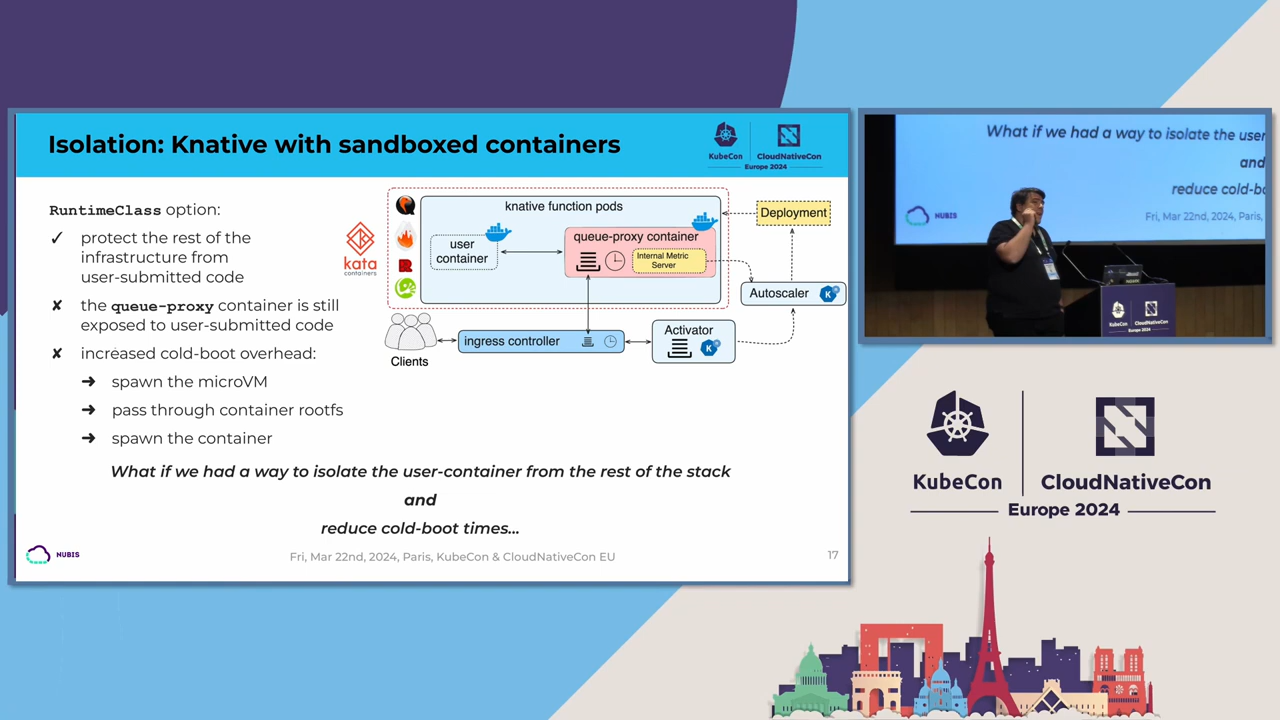 Isolation: Knative with sandboxed containers
KubeCon
CloudNativeCon
Europe 2024
RuntimeClass option:
✓ protect the rest of the
infrastructure from
user-submitted code
✘ the queue-proxy container is still
exposed to user-submitted code
✘ increased cold-boot overhead:
➜ spawn the microVM
➜ pass through container rootfs
➜ spawn the container
kata
containers
knative function pods
user
container
queue-proxy container
Internal Metric
Server
Deployment
Autoscaler
Activator
ingress controller
Clients
What if we had a way to isolate the user-container from the rest of the stack
and
reduce cold-boot times...
NUBIS
Fri, Mar 22nd, 2024, Paris, KubeCon & CloudNativeCon EU
17
What if we had a way to isolate the user
and
reduce cold-bo
NUBIS
Fri, Mar 22nd, 2024, Paris,
KubeCon
CloudNativeCon
KubeCon
CloudNativeCon
Europe 2024